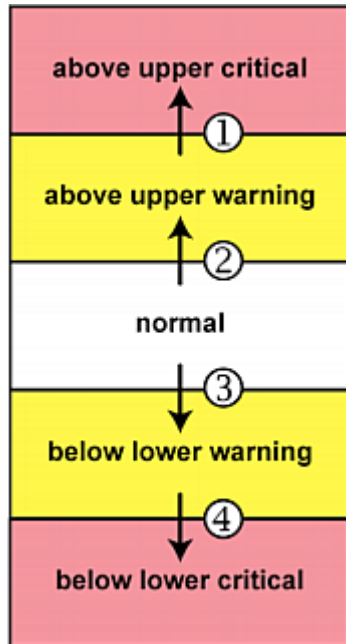 above upper critical
①
above upper warning
②
normal
③
below lower warning
④
below lower critical